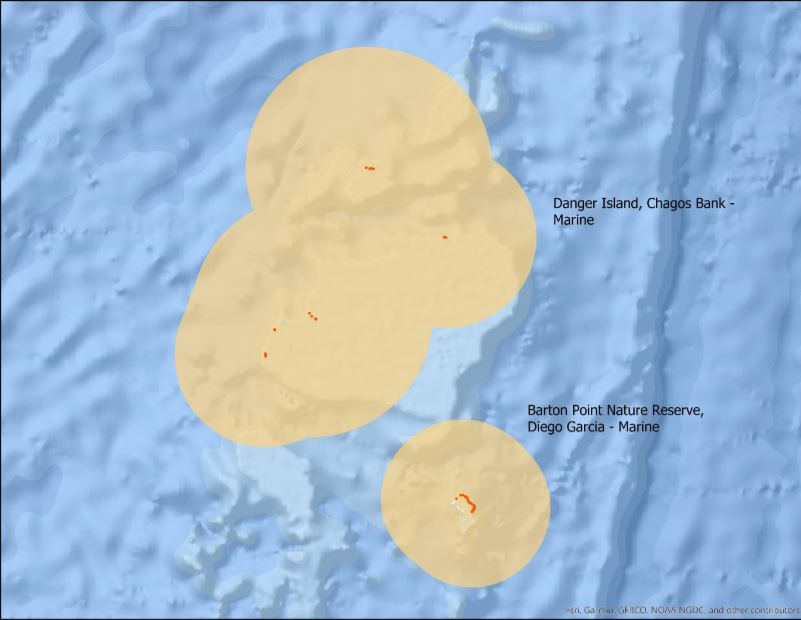 Danger Island, Chagos Bank -
Marine
Barton Point Nature Reserve,
Diego Garcia - Marine
Esri, Garmin, GEBCO, NOAA NGDC, and other contributors